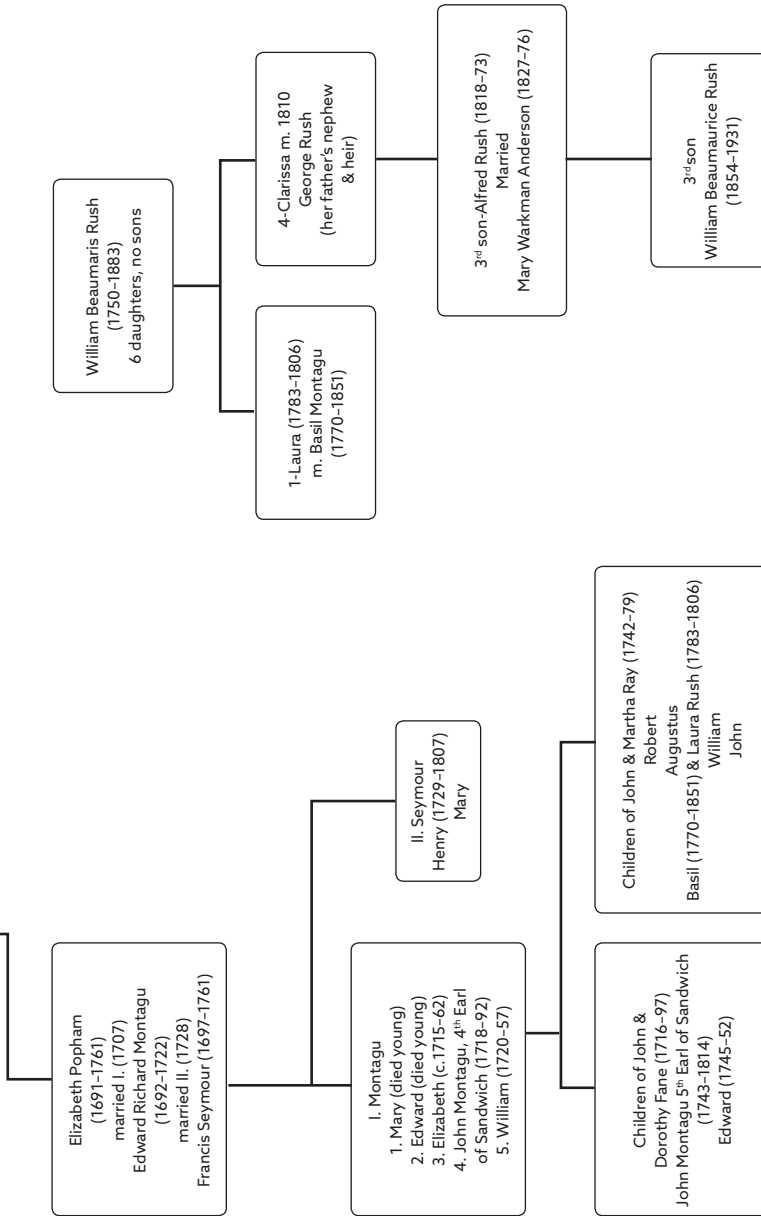 Elizabeth Popham
(1691–1761)
married I. (1707)
Edward Richard Montagu
(1692–1722)
married II. (1728)
Francis Seymour (1697–1761)
I. Montagu
1. Mary (died young)
2. Edward (died young)
3. Elizabeth (c.1715–62)
4. John Montagu, 4th Earl
of Sandwich (1718–92)
5. William (1720–57)
II. Seymour
Henry (1729–1807)
Mary
Children of John &
Dorothy Fane (1716–97)
John Montagu 5th Earl of Sandwich
(1743–1814)
Edward (1745–52)
Children of John & Martha Ray (1742–79)
Robert
Augustus
Basil (1770–1851) & Laura Rush (1783–1806)
William
John
William Beaumaris Rush
(1750–1883)
6 daughters, no sons
1-Laura (1783–1806)
m. Basil Montagu
(1770–1851)
4-Clarissa m. 1810
George Rush
(her father's nephew
& heir)
3rd son-Alfred Rush (1818–73)
Married
Mary Warkman Anderson (1827–76)
3rd son
William Beaumaurice Rush
(1854–1931)